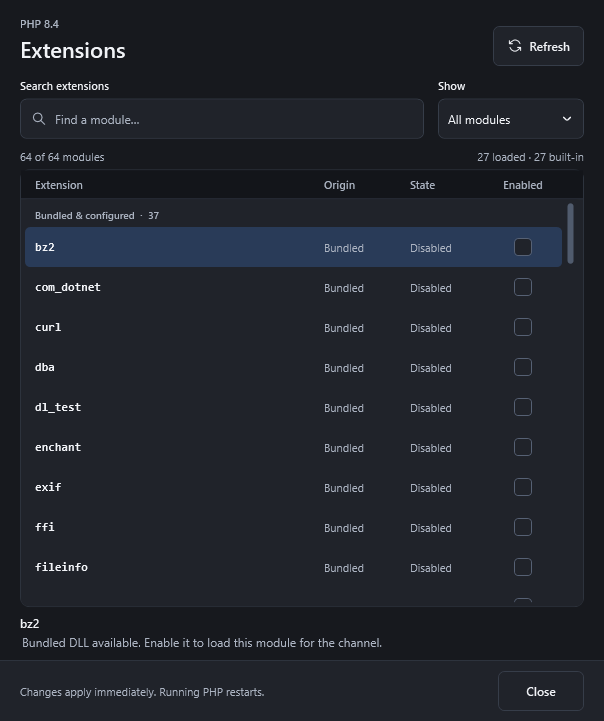 PHP 8.4
Extensions
Refresh
Search extensions
Show
Find a module...
All modules
64 of 64 modules
27 loaded · 27 built-in
Extension Origin State Enabled
Bundled & configured · 37
bz2 Bundled Disabled
com_dotnet Bundled Disabled
curl Bundled Disabled
dba Bundled Disabled
dl_test Bundled Disabled
enchant Bundled Disabled
exif Bundled Disabled
ffi Bundled Disabled
fileinfo Bundled Disabled
bz2
Bundled DLL available. Enable it to load this module for the channel.
Changes apply immediately. Running PHP restarts.
Close